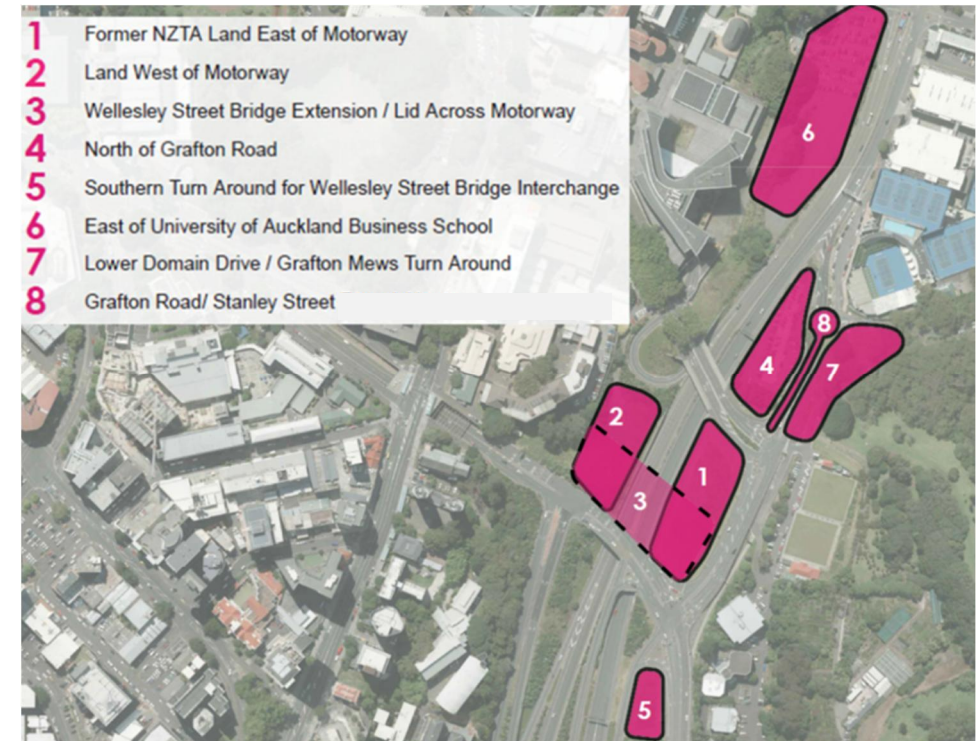 1 Former NZTA Land East of Motorway
2 Land West of Motorway
3 Wellesley Street Bridge Extension / Lid Across Motorway
4 North of Grafton Road
5 Southern Turn Around for Wellesley Street Bridge Interchange
6 East of University of Auckland Business School
7 Lower Domain Drive / Grafton Mews Turn Around
8 Grafton Road/ Stanley Street
6
8
4
7
2
1
3
5